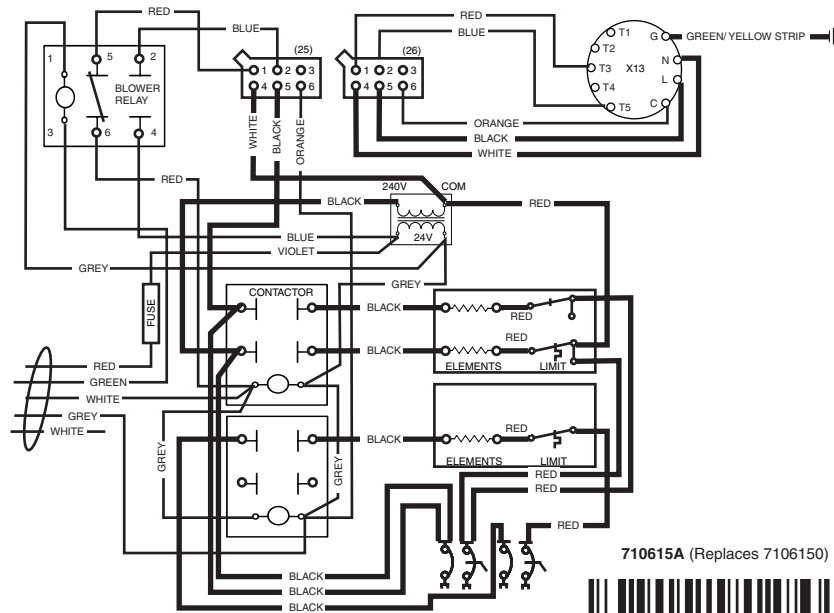 RED
BLUE
(25)
5
2
1
BLOWER
RELAY
3
6
4
1 2 3
4 5 6
WHITE
BLACK
ORANGE
RED
BLUE
(26)
1 2 3
4 5 6
ORANGE
BLACK
WHITE
T1
T2
T3
X13
T4
T5
G
N
L
C
GREEN/ YELLOW STRIP
RED
240V
COM
BLACK
RED
BLUE
24V
VIOLET
GREY
GREY
FUSE
CONTACTOR
BLACK
RED
RED
BLACK
ELEMENTS
LIMIT
RED
GREEN
WHITE
GREY
WHITE
GREY
GREY
BLACK
RED
ELEMENTS
LIMIT
RED
RED
RED
BLACK
BLACK
BLACK
710615A (Replaces 7106150)